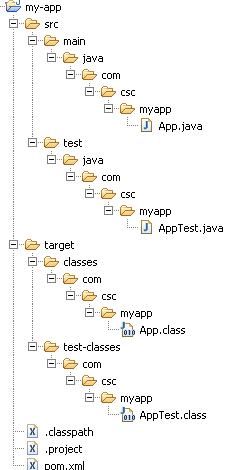 my-app
src
main
java
com
csc
myapp
App.java
test
java
com
csc
myapp
AppTest.java
target
classes
com
csc
myapp
App.class
test-classes
com
csc
myapp
AppTest.class
.classpath
.project
pom.xml